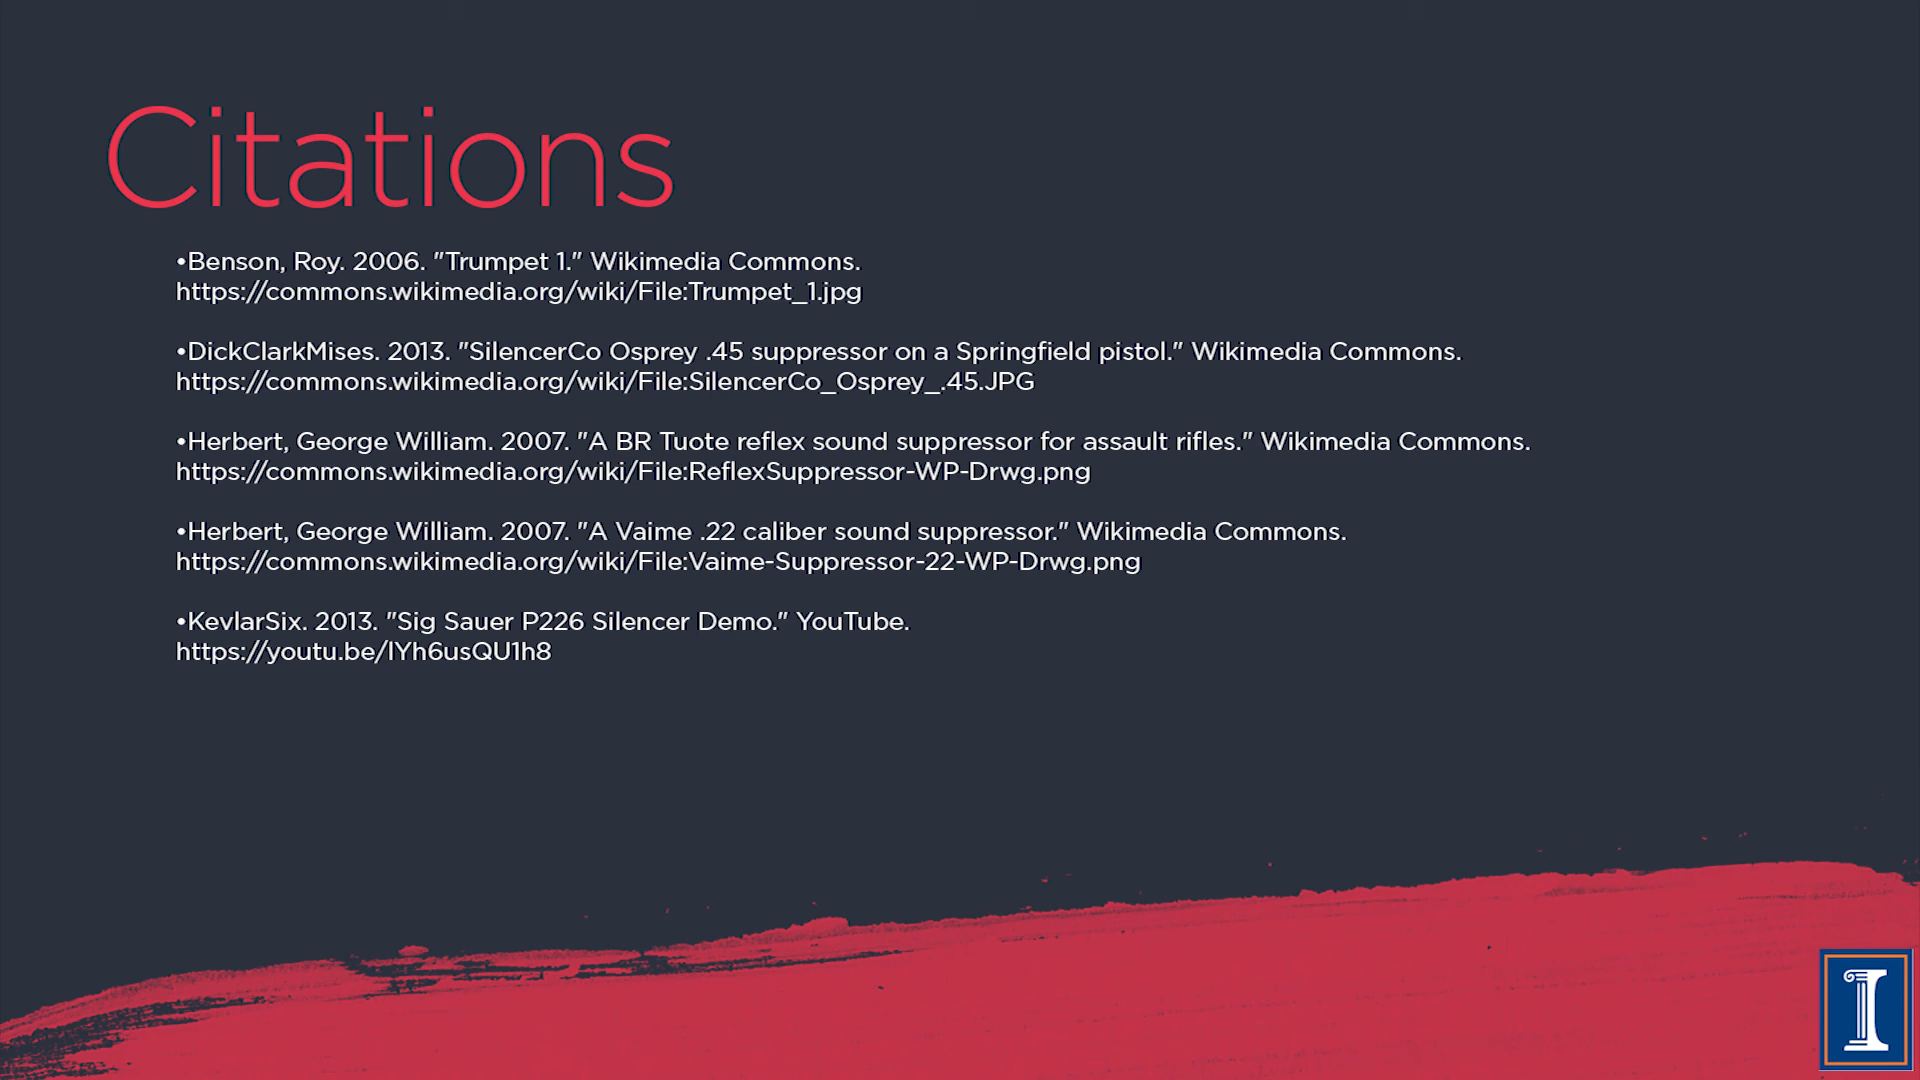 Citations
•Benson, Roy. 2006. "Trumpet 1." Wikimedia Commons.
https://commons.wikimedia.org/wiki/File:Trumpet_1.jpg
•DickClarkMises. 2013. "SilencerCo Osprey .45 suppressor on a Springfield pistol." Wikimedia Commons.
https://commons.wikimedia.org/wiki/File:SilencerCo_Osprey_.45.JPG
•Herbert, George William. 2007. "A BR Tuote reflex sound suppressor for assault rifles." Wikimedia Commons.
https://commons.wikimedia.org/wiki/File:ReflexSuppressor-WP-Drwg.png
•Herbert, George William. 2007. "A Vaime .22 caliber sound suppressor." Wikimedia Commons.
https://commons.wikimedia.org/wiki/File:Vaime-Suppressor-22-WP-Drwg.png
•KevlarSix. 2013. "Sig Sauer P226 Silencer Demo." YouTube.
https://youtu.be/lYh6usQU1h8
I